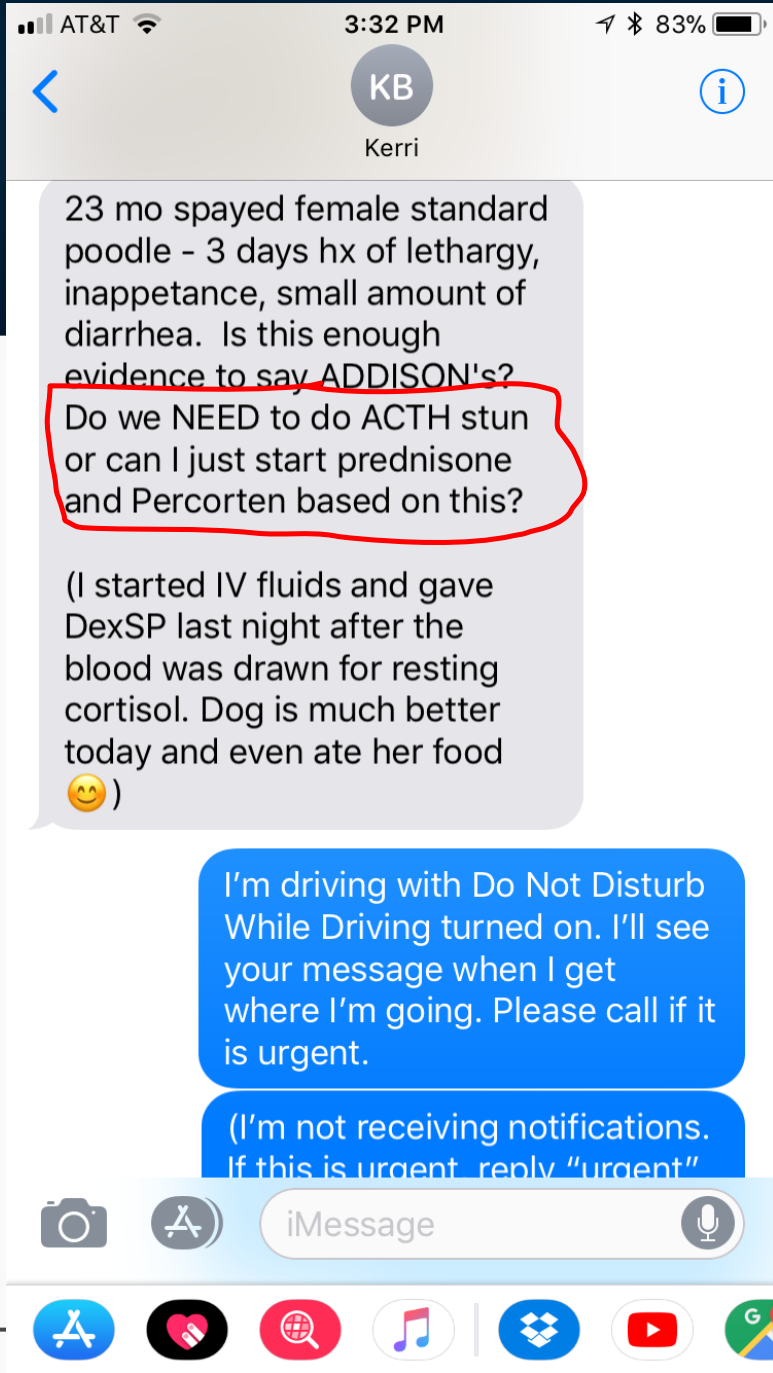 AT&T 3:32 PM 83%
KB
Kerri
23 mo spayed female standard
poodle - 3 days hx of lethargy,
inappetance, small amount of
diarrhea.  Is this enough
evidence to say ADDISON's?
Do we NEED to do ACTH stun
or can I just start prednisone
and Percorten based on this?
(I started IV fluids and gave
DexSP last night after the
blood was drawn for resting
cortisol. Dog is much better
today and even ate her food
😊)
I'm driving with Do Not Disturb
While Driving turned on. I'll see
your message when I get
where I'm going. Please call if it
is urgent.
(I'm not receiving notifications.
If this is urgent, reply "urgent"
iMessage
G